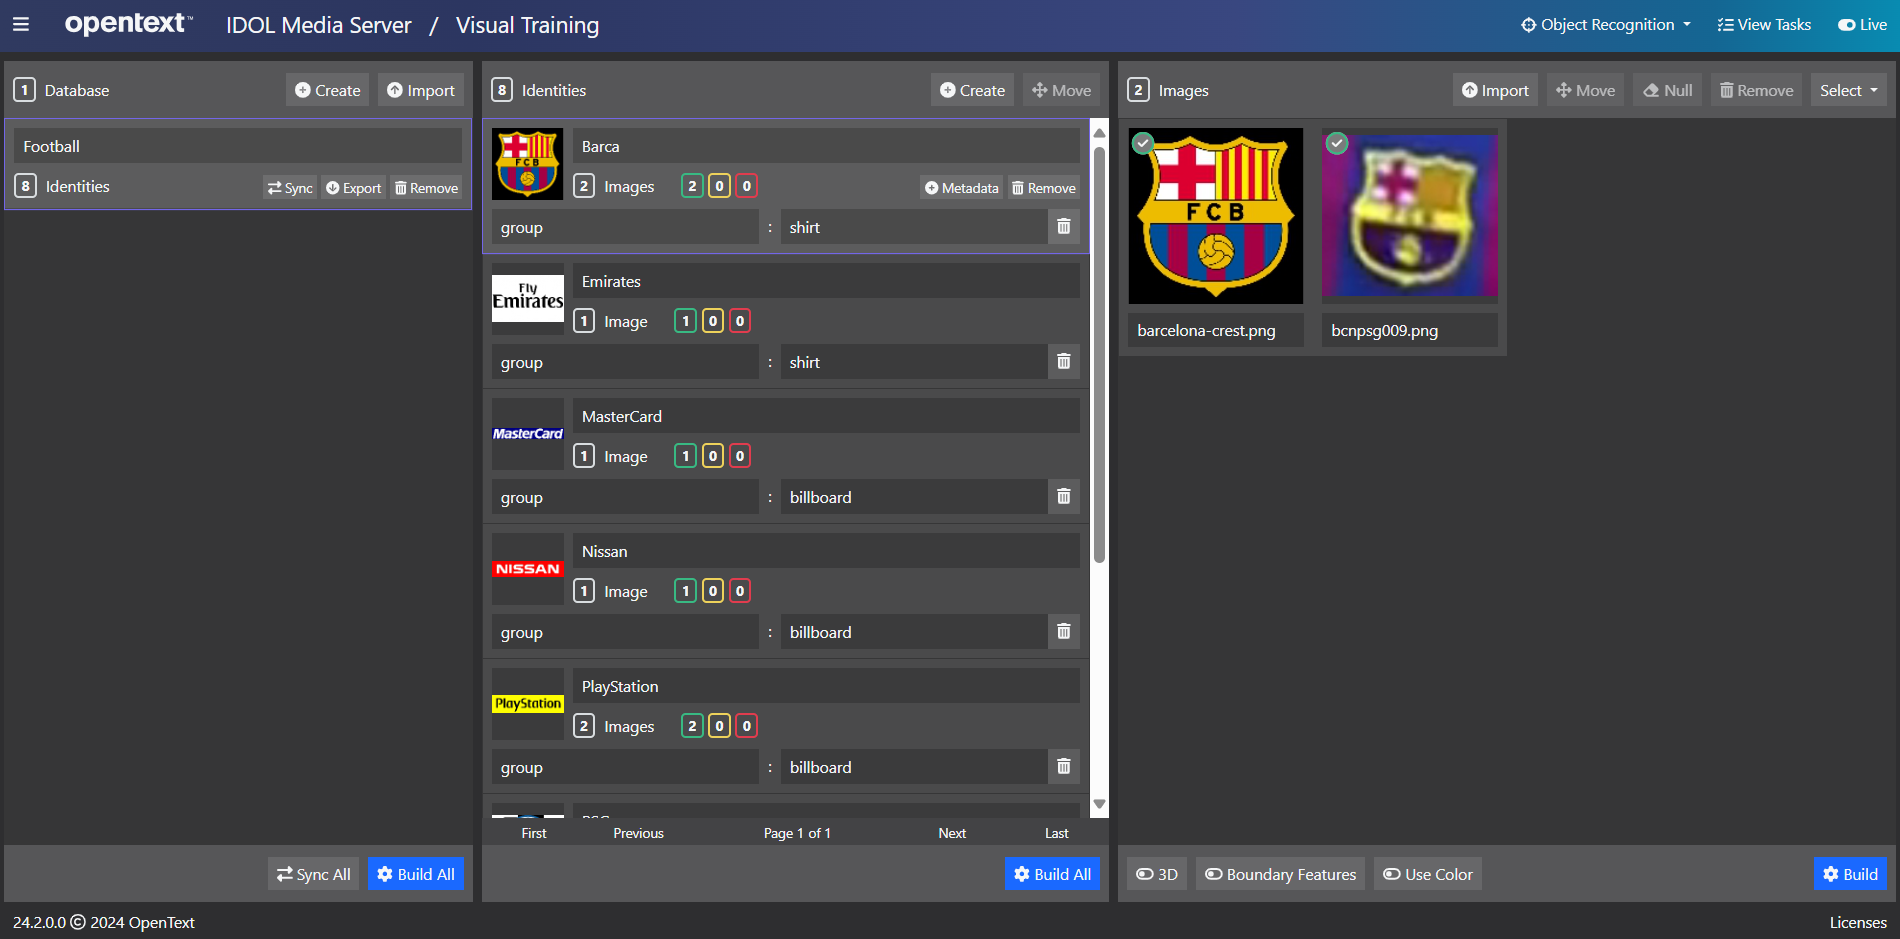 opentext™ IDOL Media Server / Visual Training Object Recognition View Tasks Live
1 Database Create Import
Football
8 Identities Sync Export Remove
Sync All Build All
8 Identities Create Move
FCB
Barca
2 Images 2 0 0 Metadata Remove
group : shirt
Fly
Emirates
Emirates
1 Image 1 0 0
group : shirt
MasterCard
MasterCard
1 Image 1 0 0
group : billboard
NISSAN
Nissan
1 Image 1 0 0
group : billboard
PlayStation
PlayStation
2 Images 2 0 0
group : billboard
First Previous Page 1 of 1 Next Last
Build All
2 Images Import Move Null Remove Select
FCB
barcelona-crest.png bcnpsg009.png
3D Boundary Features Use Color Build
24.2.0.0 © 2024 OpenText Licenses